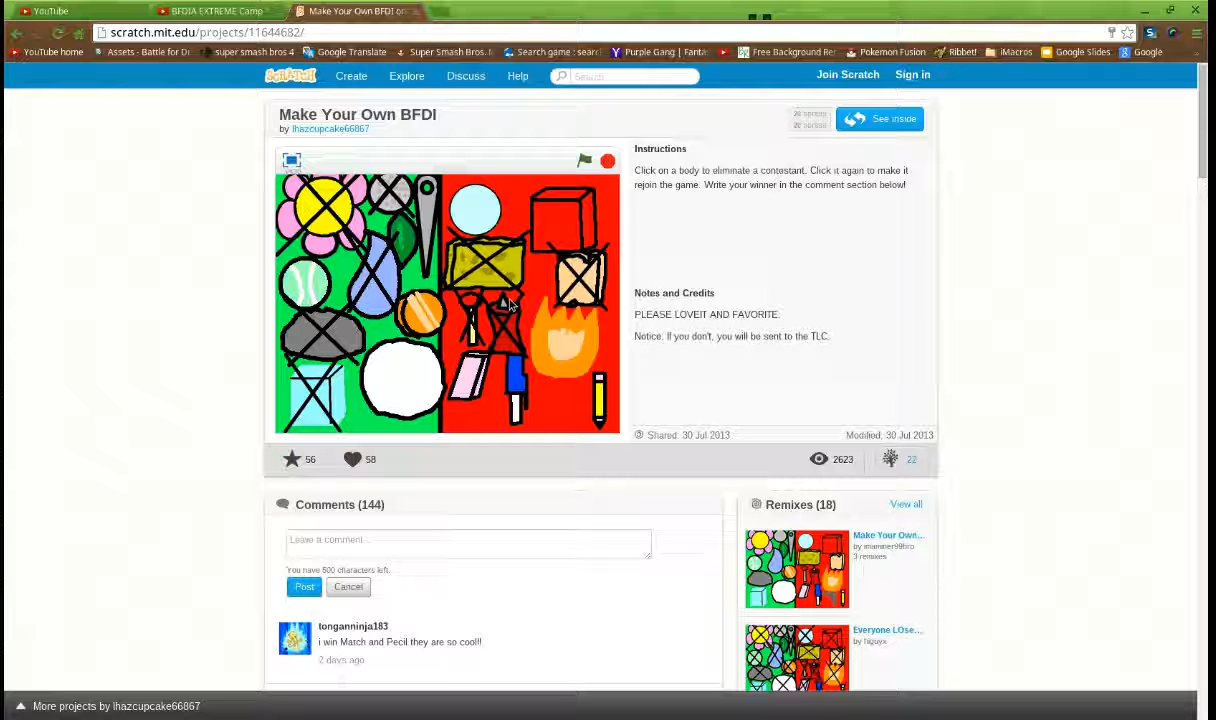 YouTube
BFDIA EXTREME Camp
Make Your Own BFDI on
scratch.mit.edu/projects/11644682/
YouTube home
Assets - Battle for Dr
super smash bros 4
Google Translate
Super Smash Bros.
Search game : searc
Purple Gang | Fanta
Free Background Re
Pokemon Fusion
Ribbet!
iMacros
Google Slides
Google
SCRATCH
Create
Explore
Discuss
Help
Search
Join Scratch
Sign in
Make Your Own BFDI
by lhazcupcake66867
See inside
Instructions
Click on a body to eliminate a contestant. Click it again to make it
rejoin the game. Write your winner in the comment section below!
Notes and Credits
PLEASE LOVEIT AND FAVORITE.
Notice: If you don't, you will be sent to the TLC.
Shared: 30 Jul 2013
Modified: 30 Jul 2013
56
58
2623
22
Comments (144)
Leave a comment
You have 500 characters left.
Post
Cancel
tonganninja183
i win Match and Pecil they are so cool!!
2 days ago
Remixes (18)
View all
Make Your Own...
3 remixes
Everyone LOse...
by higuyx
More projects by lhazcupcake66867